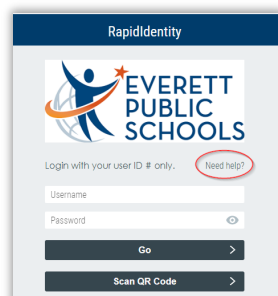 RapidIdentity
EVERETT
PUBLIC
SCHOOLS
Login with your user ID # only. Need help?
Username
Password
Go >
Scan QR Code >